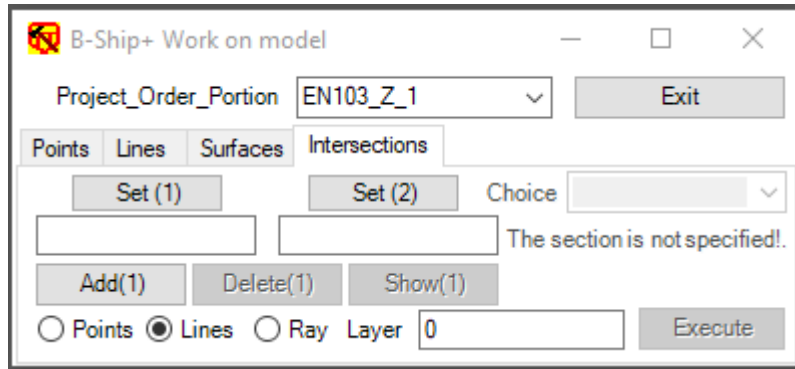 B-Ship+ Work on model
Project_Order_Portion EN103_Z_1 Exit
Points Lines Surfaces Intersections
Set (1) Set (2) Choice
The section is not specified!.
Add(1) Delete(1) Show(1)
Points Lines Ray Layer 0 Execute